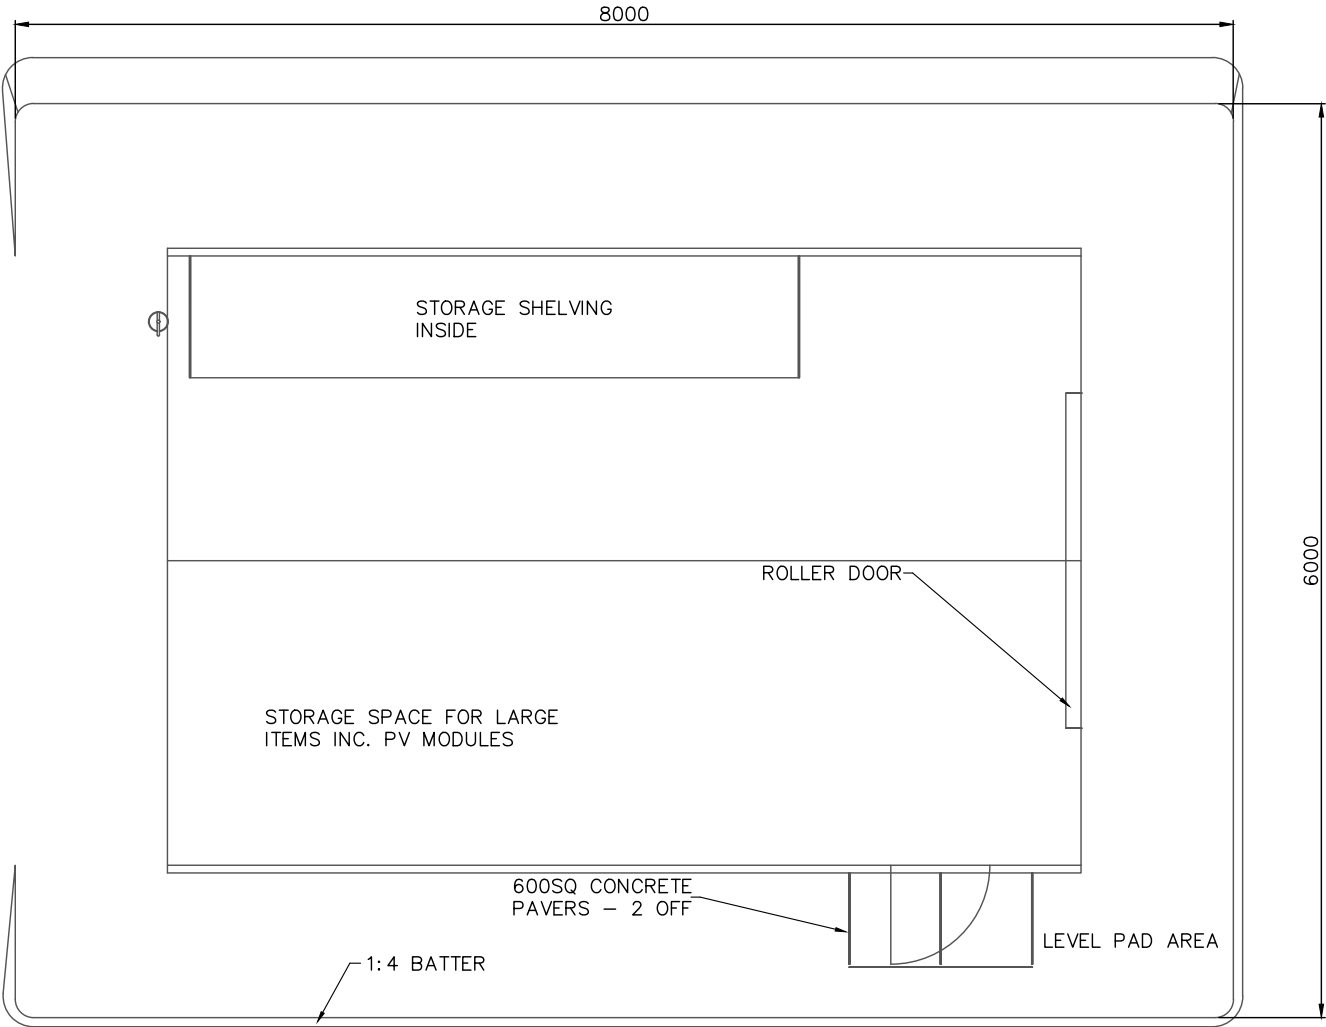 8000
STORAGE SHELVING
INSIDE
6000
ROLLER DOOR
STORAGE SPACE FOR LARGE
ITEMS INC. PV MODULES
600SQ CONCRETE
PAVERS – 2 OFF
LEVEL PAD AREA
1:4 BATTER